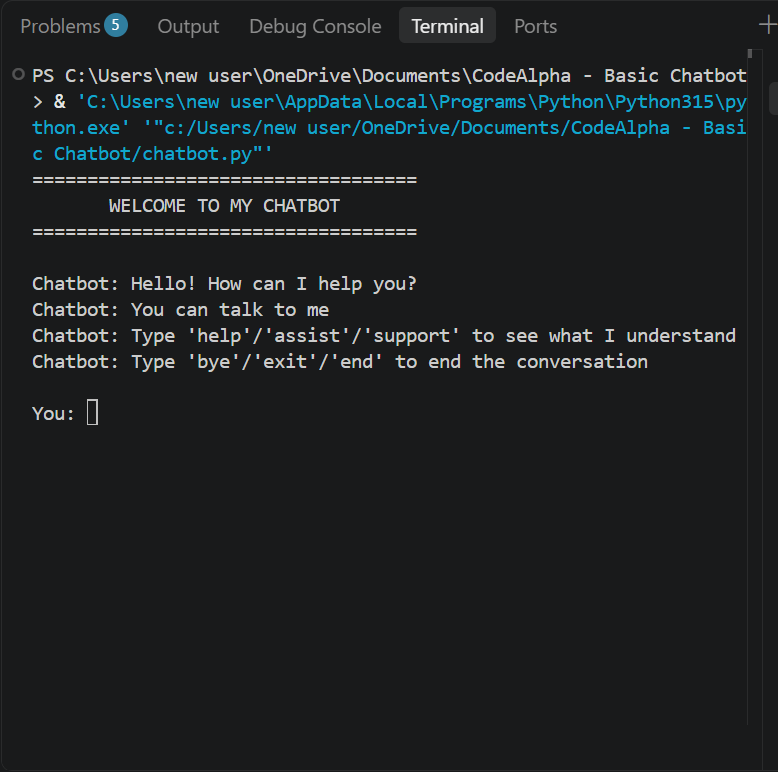 Problems 5 Output Debug Console Terminal Ports
PS C:\Users\new user\OneDrive\Documents\CodeAlpha - Basic Chatbot
> & 'C:\Users\new user\AppData\Local\Programs\Python\Python315\py
thon.exe' '"c:/Users/new user/OneDrive/Documents/CodeAlpha - Basi
c Chatbot/chatbot.py"'
===================================
WELCOME TO MY CHATBOT
===================================
Chatbot: Hello! How can I help you?
Chatbot: You can talk to me
Chatbot: Type 'help'/'assist'/'support' to see what I understand
Chatbot: Type 'bye'/'exit'/'end' to end the conversation
You: